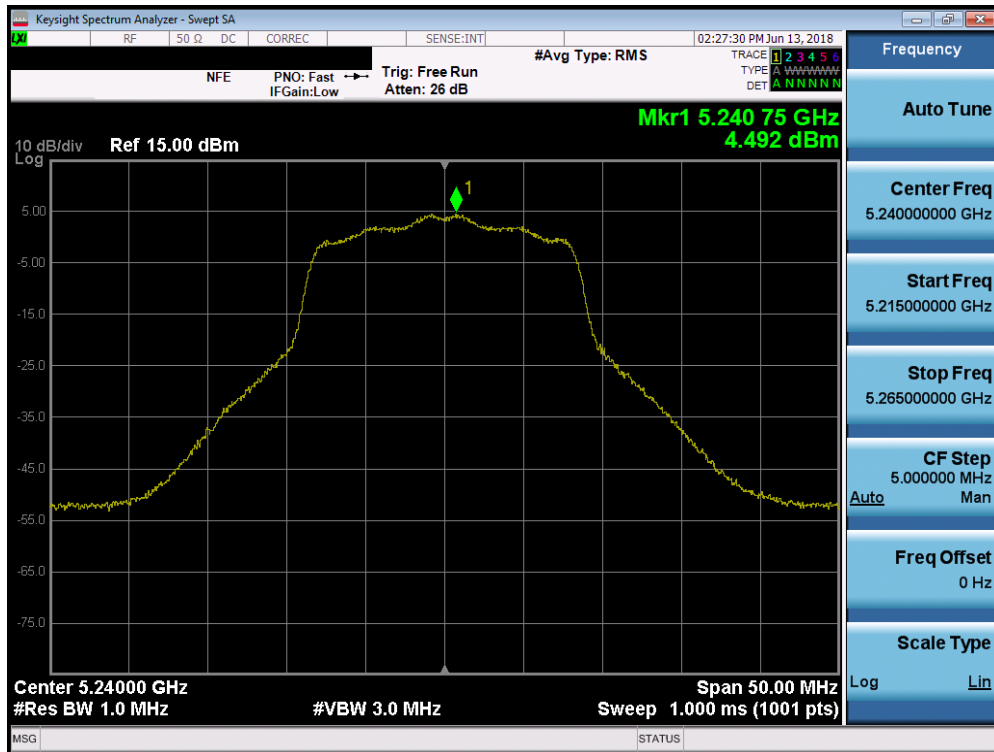 Keysight Spectrum Analyzer - Swept SA
LXI RF 50 Ω DC CORREC SENSE:INT 02:27:30 PM Jun 13, 2018
NFE PNO: Fast Trig: Free Run #Avg Type: RMS TRACE 1 2 3 4 5 6
IFGain:Low Atten: 26 dB TYPE A WWWWW
DET A N N N N N
Mkr1 5.240 75 GHz
4.492 dBm
10 dB/div Ref 15.00 dBm
Log
1
5.00
-5.00
-15.0
-25.0
-35.0
-45.0
-55.0
-65.0
-75.0
Center 5.24000 GHz Span 50.00 MHz
#Res BW 1.0 MHz #VBW 3.0 MHz Sweep 1.000 ms (1001 pts)
MSG STATUS
Frequency
Auto Tune
Center Freq
5.240000000 GHz
Start Freq
5.215000000 GHz
Stop Freq
5.265000000 GHz
CF Step
5.000000 MHz
Auto Man
Freq Offset
0 Hz
Scale Type
Log Lin